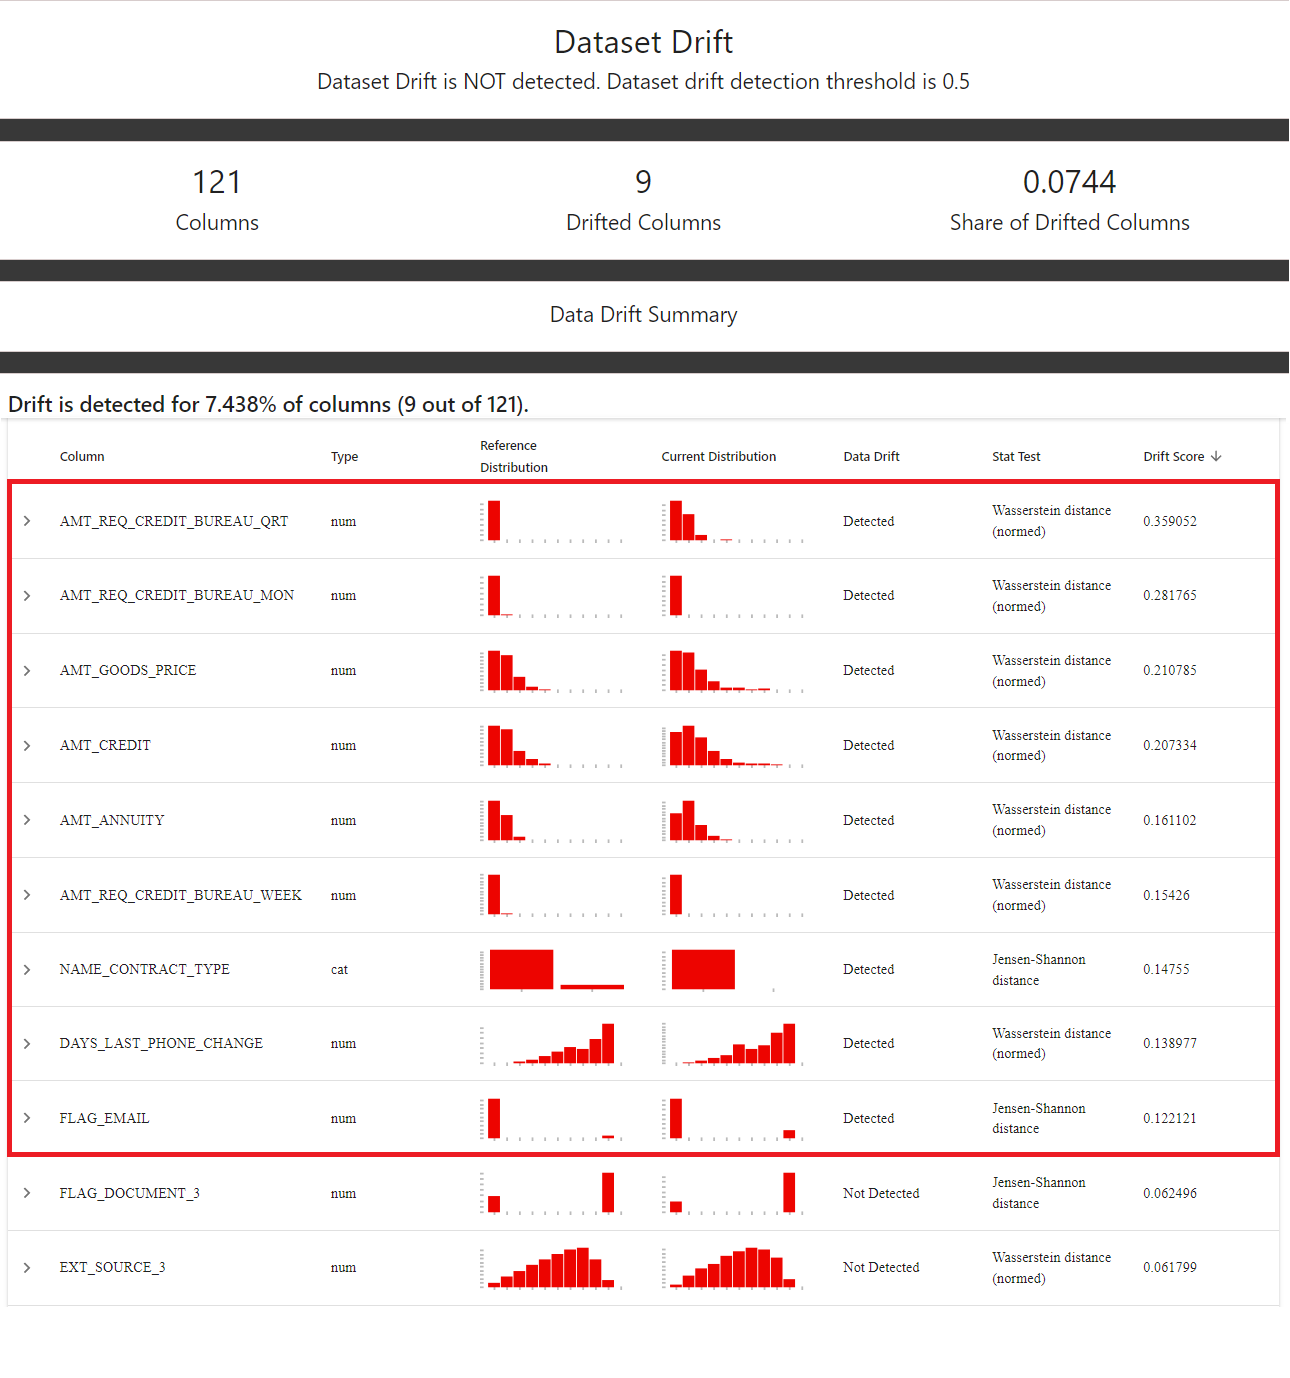 Dataset Drift
Dataset Drift is NOT detected. Dataset drift detection threshold is 0.5
121
Columns
9
Drifted Columns
0.0744
Share of Drifted Columns
Data Drift Summary
Drift is detected for 7.438% of columns (9 out of 121).
Column Type Reference Distribution Current Distribution Data Drift Stat Test Drift Score
AMT_REQ_CREDIT_BUREAU_QRT num Detected Wasserstein distance (normed) 0.359052
AMT_REQ_CREDIT_BUREAU_MON num Detected Wasserstein distance (normed) 0.281765
AMT_GOODS_PRICE num Detected Wasserstein distance (normed) 0.210785
AMT_CREDIT num Detected Wasserstein distance (normed) 0.207334
AMT_ANNUITY num Detected Wasserstein distance (normed) 0.161102
AMT_REQ_CREDIT_BUREAU_WEEK num Detected Wasserstein distance (normed) 0.15426
NAME_CONTRACT_TYPE cat Detected Jensen-Shannon distance 0.14755
DAYS_LAST_PHONE_CHANGE num Detected Wasserstein distance (normed) 0.138977
FLAG_EMAIL num Detected Jensen-Shannon distance 0.122121
FLAG_DOCUMENT_3 num Not Detected Jensen-Shannon distance 0.062496
EXT_SOURCE_3 num Not Detected Wasserstein distance (normed) 0.061799